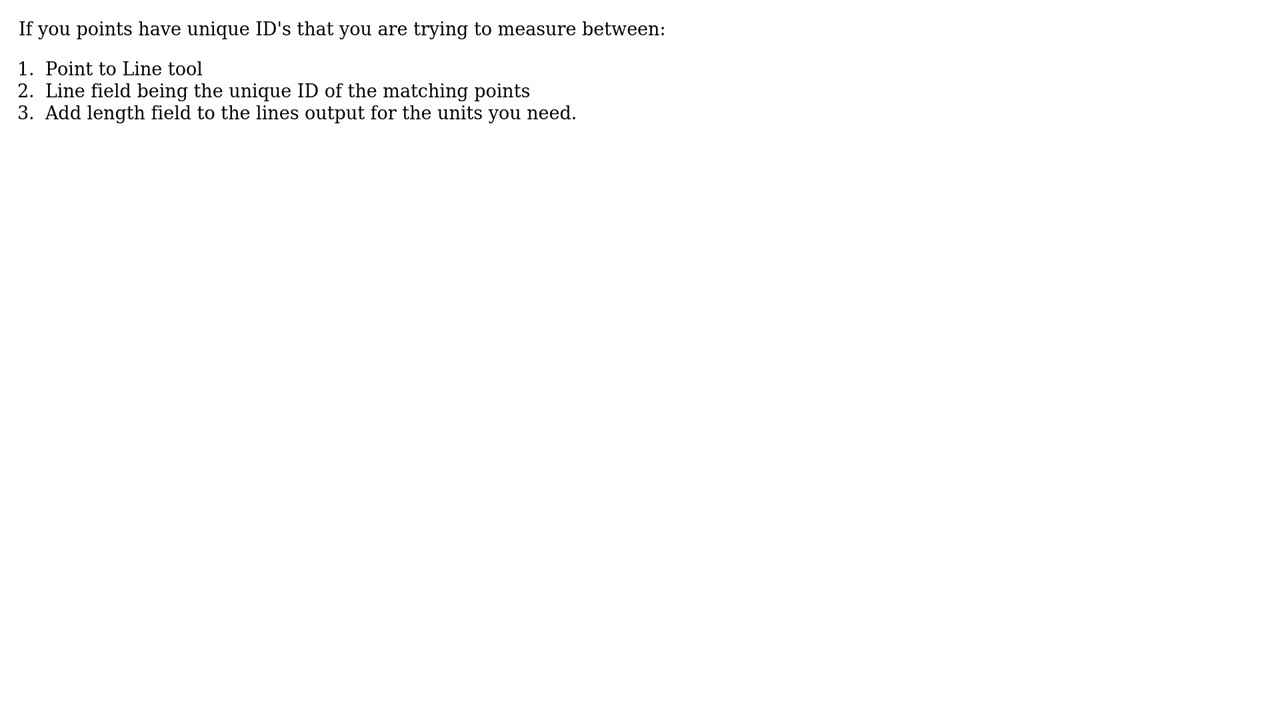 If you points have unique ID's that you are trying to measure between:
1. Point to Line tool
2. Line field being the unique ID of the matching points
3. Add length field to the lines output for the units you need.